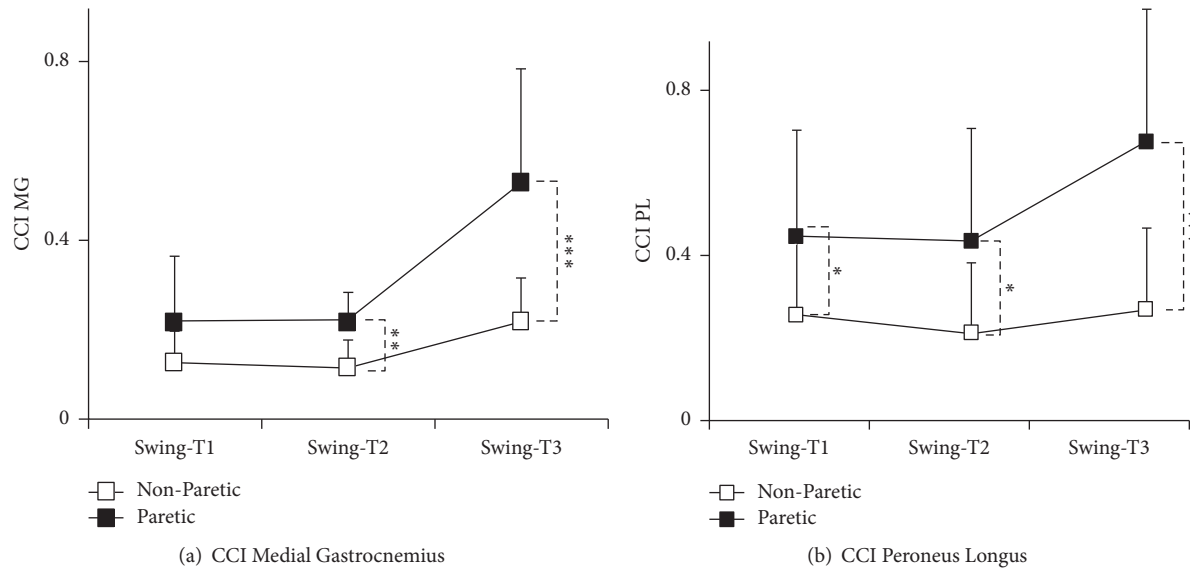 0.8
0.4
0
CCI MG
**
***
Swing-T1 Swing-T2 Swing-T3
Non-Paretic
Paretic
(a) CCI Medial Gastrocnemius
0.8
0.4
0
CCI PL
*
*
Swing-T1 Swing-T2 Swing-T3
Non-Paretic
Paretic
(b) CCI Peroneus Longus